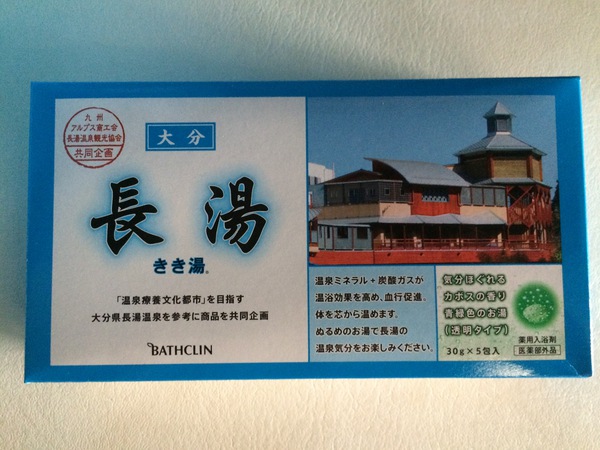 九州
アルプス商工会
長湯温泉観光協会
共同企画
大分
長湯
きき湯®
「温泉療養文化都市」を目指す
大分県長湯温泉を参考に商品を共同企画
BATHCLIN
温泉ミネラル+炭酸ガスが
温浴効果を高め、血行促進。
体を芯から温めます。
ぬるめのお湯で長湯の
温泉気分をお楽しみください。
気分ほぐれる
カボスの香り
青緑色のお湯
(透明タイプ)
30g×5包入
薬用入浴剤
医薬部外品